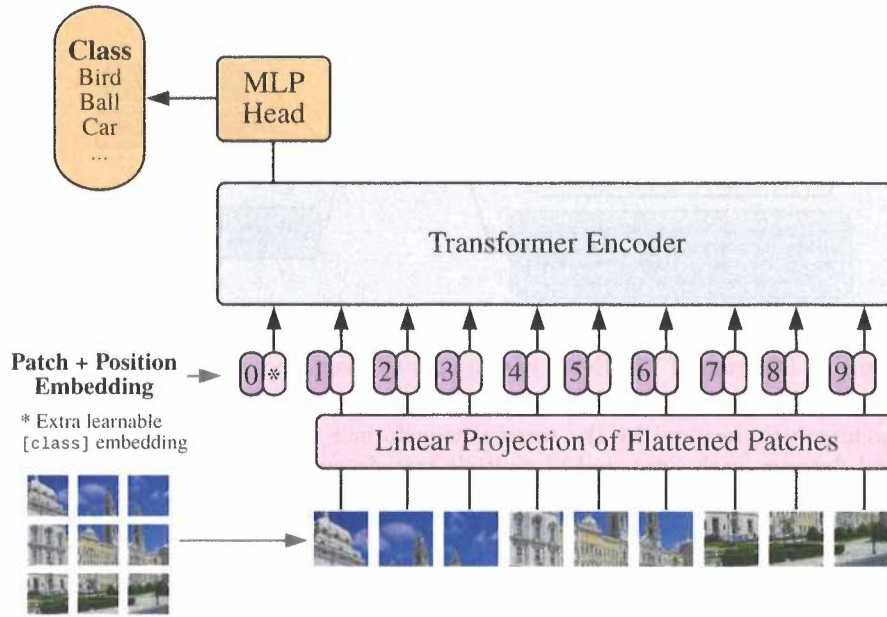 Class
Bird
Ball
Car
...
MLP
Head
Transformer Encoder
Patch + Position
Embedding
0 * 1 2 3 4 5 6 7 8 9
* Extra learnable
[class] embedding
Linear Projection of Flattened Patches